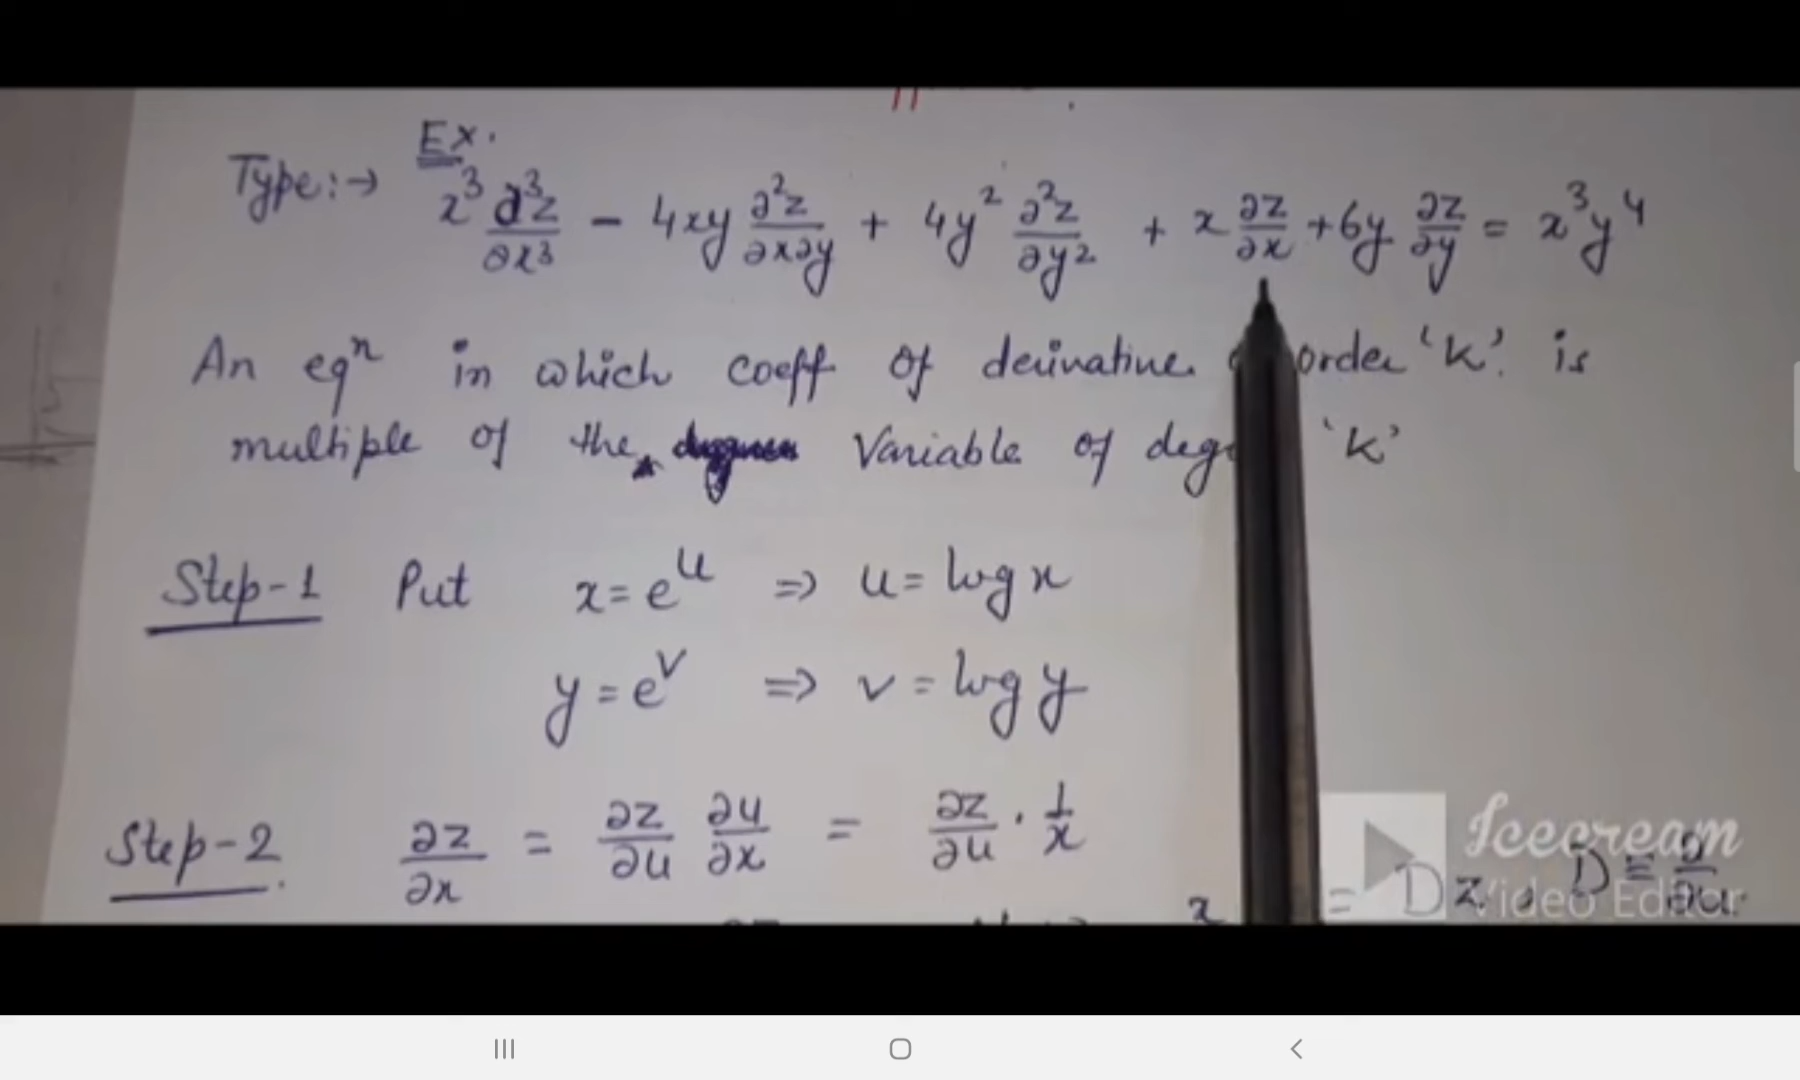 Ex.
Type:→ x³ ∂³z/∂x³ − 4xy ∂²z/∂x∂y + 4y² ∂²z/∂y² + x ∂z/∂x + 6y ∂z/∂y = x³y⁴
An eqⁿ in which coeff of derivative order 'K'. is
multiple of the Variable of deg 'K'
Step-1 Put x = e^u ⇒ u = log x
y = e^v ⇒ v = log y
Step-2. ∂z/∂x = ∂z/∂u ∂u/∂x = ∂z/∂u · 1/x
x = Dz, D ≡ ∂/∂u.
Icecream
Video Editor